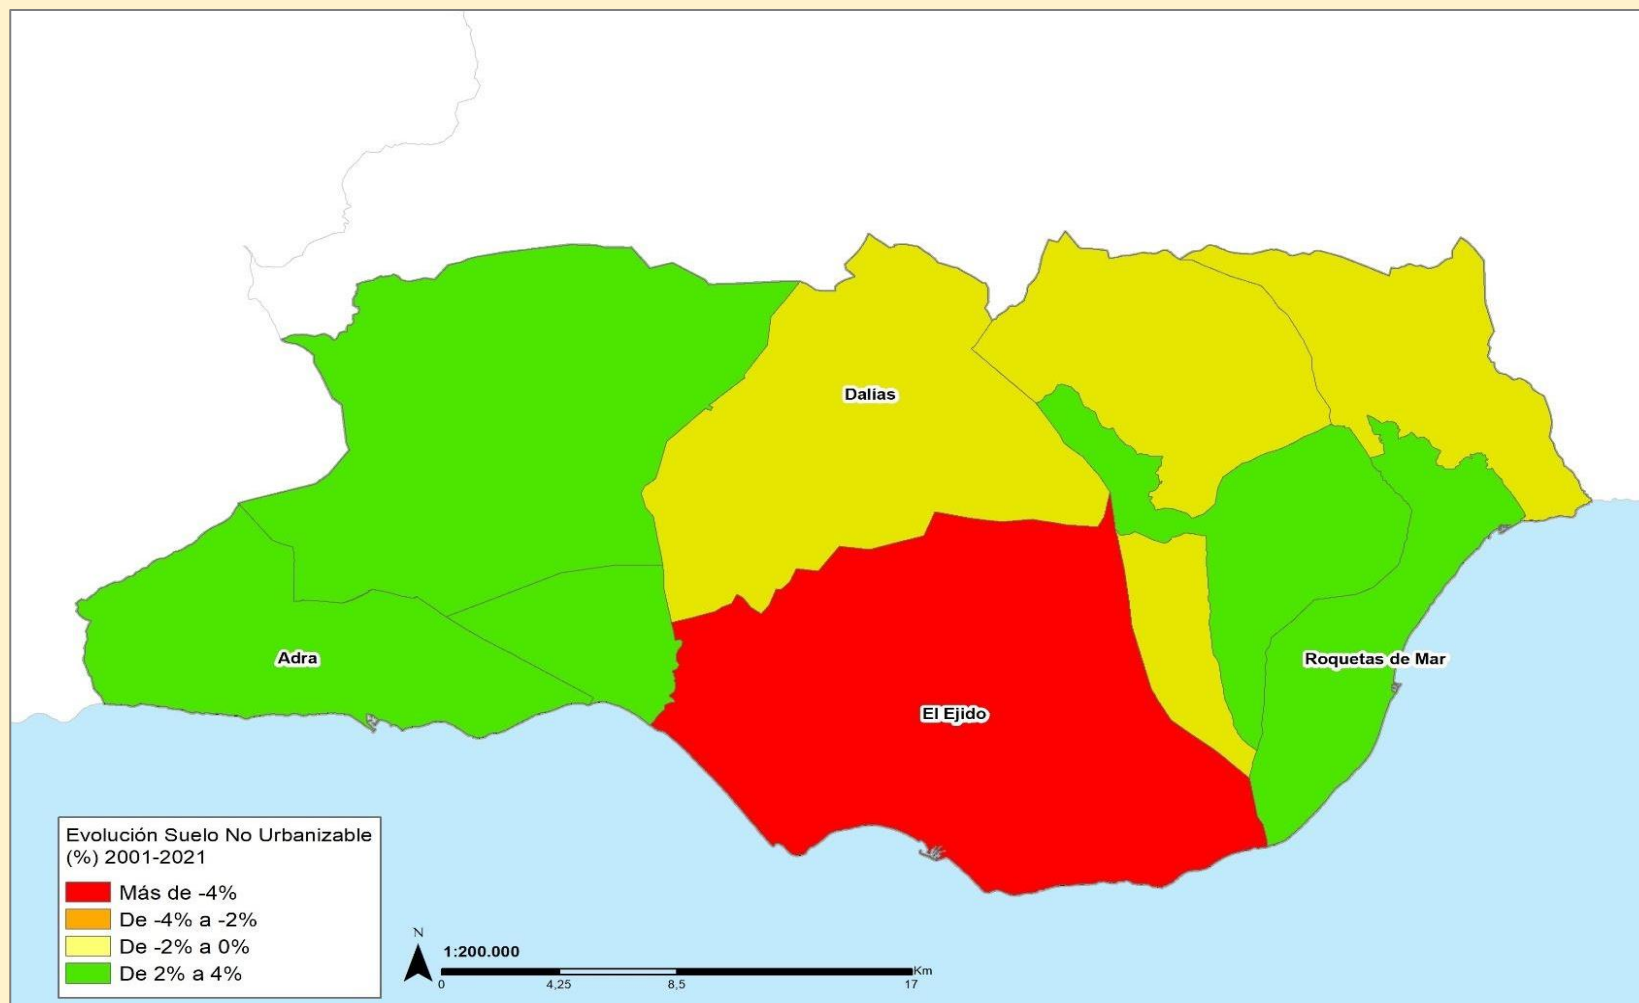 Dalías
Adra
Roquetas de Mar
El Ejido
Evolución Suelo No Urbanizable
(%) 2001-2021
Más de -4%
De -4% a -2%
De -2% a 0%
De 2% a 4%
N
1:200.000
Km
0 4,25 8,5 17